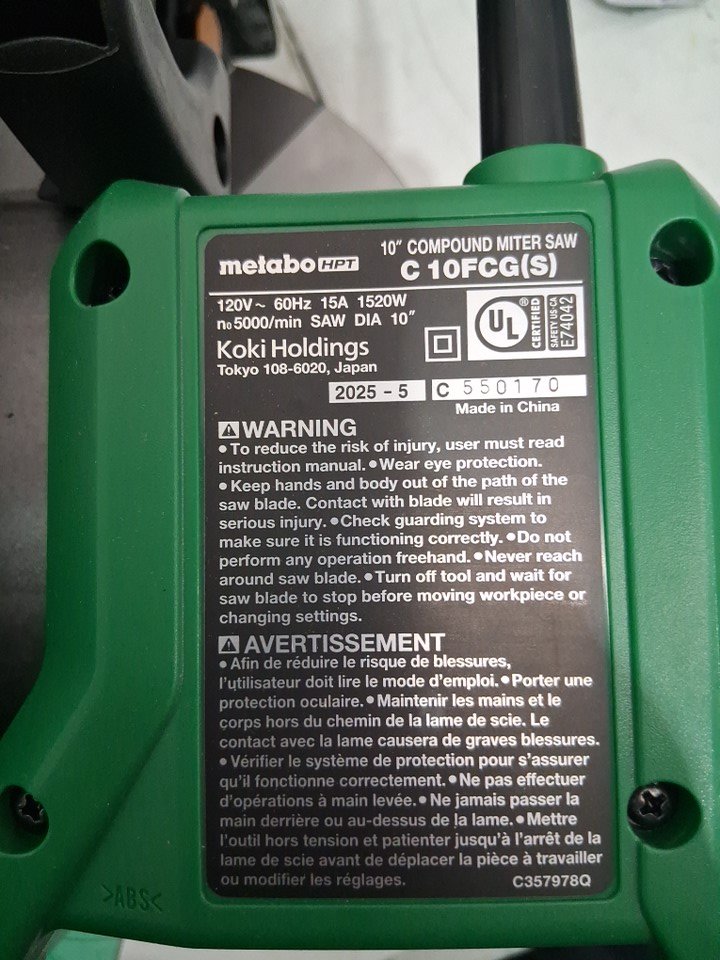 metabo HPT
10" COMPOUND MITER SAW
C 10FCG(S)
120V~ 60Hz 15A 1520W
n₀5000/min SAW DIA 10"
UL ® CERTIFIED
SAFETY US-CA
E74042
Koki Holdings
Tokyo 108-6020, Japan
2025 - 5 C 550170
Made in China
⚠WARNING
•To reduce the risk of injury, user must read
instruction manual. •Wear eye protection.
•Keep hands and body out of the path of the
saw blade. Contact with blade will result in
serious injury. •Check guarding system to
make sure it is functioning correctly. •Do not
perform any operation freehand. •Never reach
around saw blade. •Turn off tool and wait for
saw blade to stop before moving workpiece or
changing settings.
⚠AVERTISSEMENT
•Afin de réduire le risque de blessures,
l'utilisateur doit lire le mode d'emploi. •Porter une
protection oculaire. •Maintenir les mains et le
corps hors du chemin de la lame de scie. Le
contact avec la lame causera de graves blessures.
•Vérifier le système de protection pour s'assurer
qu'il fonctionne correctement. •Ne pas effectuer
d'opérations à main levée. •Ne jamais passer la
main derrière ou au-dessus de la lame. •Mettre
l'outil hors tension et patienter jusqu'à l'arrêt de la
lame de scie avant de déplacer la pièce à travailler
ou modifier les réglages.
C357978Q
>ABS<